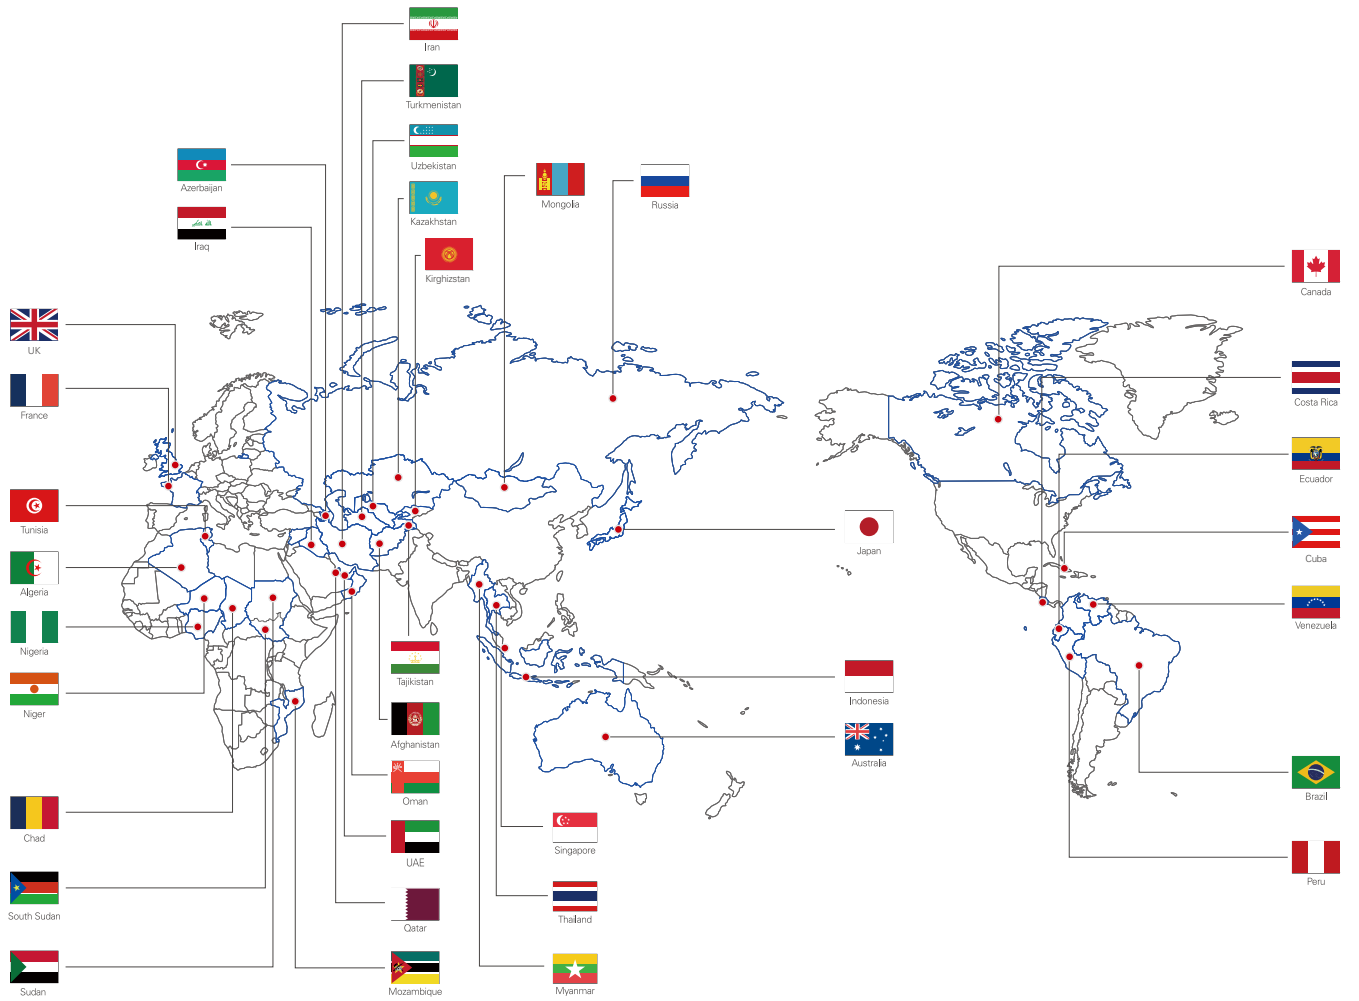 Iran
Turkmenistan
Uzbekistan
Azerbaijan
Kazakhstan
Mongolia
Russia
Iraq
Kirghizstan
Canada
UK
France
Costa Rica
Ecuador
Tunisia
Japan
Cuba
Algeria
Venezuela
Nigeria
Tajikistan
Indonesia
Niger
Afghanistan
Australia
Oman
Brazil
Chad
UAE
Singapore
Peru
South Sudan
Qatar
Thailand
Sudan
Mozambique
Myanmar